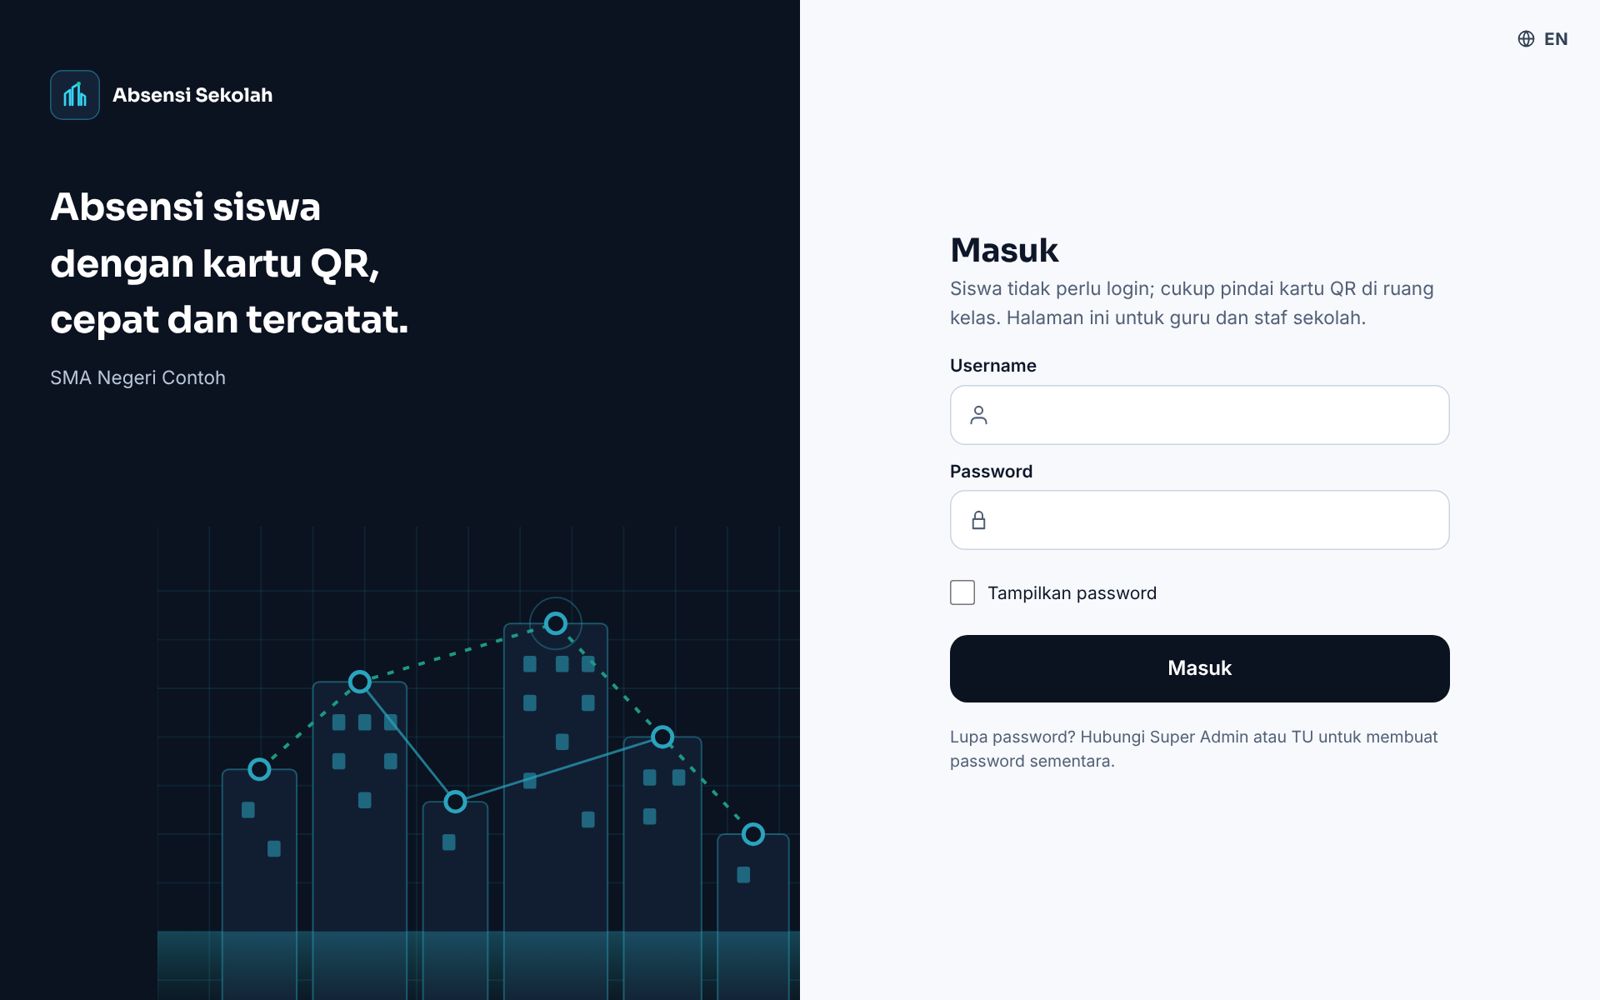 Absensi Sekolah
Absensi siswa
dengan kartu QR,
cepat dan tercatat.
SMA Negeri Contoh
EN
Masuk
Siswa tidak perlu login; cukup pindai kartu QR di ruang
kelas. Halaman ini untuk guru dan staf sekolah.
Username
Password
Tampilkan password
Masuk
Lupa password? Hubungi Super Admin atau TU untuk membuat
password sementara.